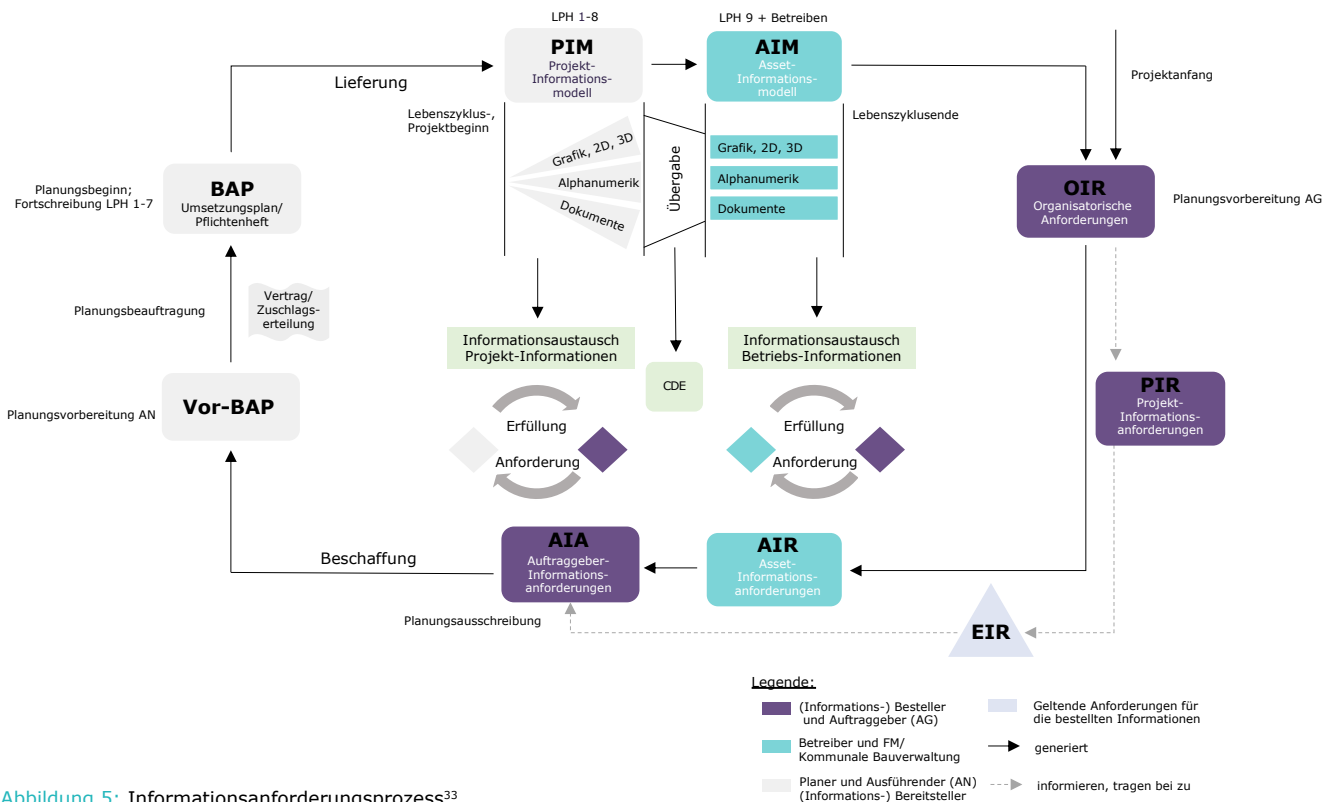 LPH 1-8
LPH 9 + Betreiben
PIM
Projekt-
Informations-
modell
AIM
Asset-
Informations-
modell
Projektanfang
Lieferung
Lebenszyklus-,
Projektbeginn
Lebenszyklusende
Grafik, 2D, 3D
Alphanumerik
Dokumente
Übergabe
Grafik, 2D, 3D
Alphanumerik
Dokumente
Planungsbeginn;
Fortschreibung LPH 1-7
BAP
Umsetzungsplan/
Pflichtenheft
OIR
Organisatorische
Anforderungen
Planungsvorbereitung AG
Planungsbeauftragung
Vertrag/
Zuschlags-
erteilung
Informationsaustausch
Projekt-Informationen
CDE
Informationsaustausch
Betriebs-Informationen
Planungsvorbereitung AN
Vor-BAP
Erfüllung
Anforderung
Erfüllung
Anforderung
PIR
Projekt-
Informations-
anforderungen
Beschaffung
AIA
Auftraggeber-
Informations-
anforderungen
AIR
Asset-
Informations-
anforderungen
Planungsausschreibung
EIR
Legende:
(Informations-) Besteller
und Auftraggeber (AG)
Betreiber und FM/
Kommunale Bauverwaltung
Planer und Ausführender (AN)
(Informations-) Bereitsteller
Geltende Anforderungen für
die bestellten Informationen
generiert
informieren, tragen bei zu
Abbildung 5: Informationsanforderungsprozess³³